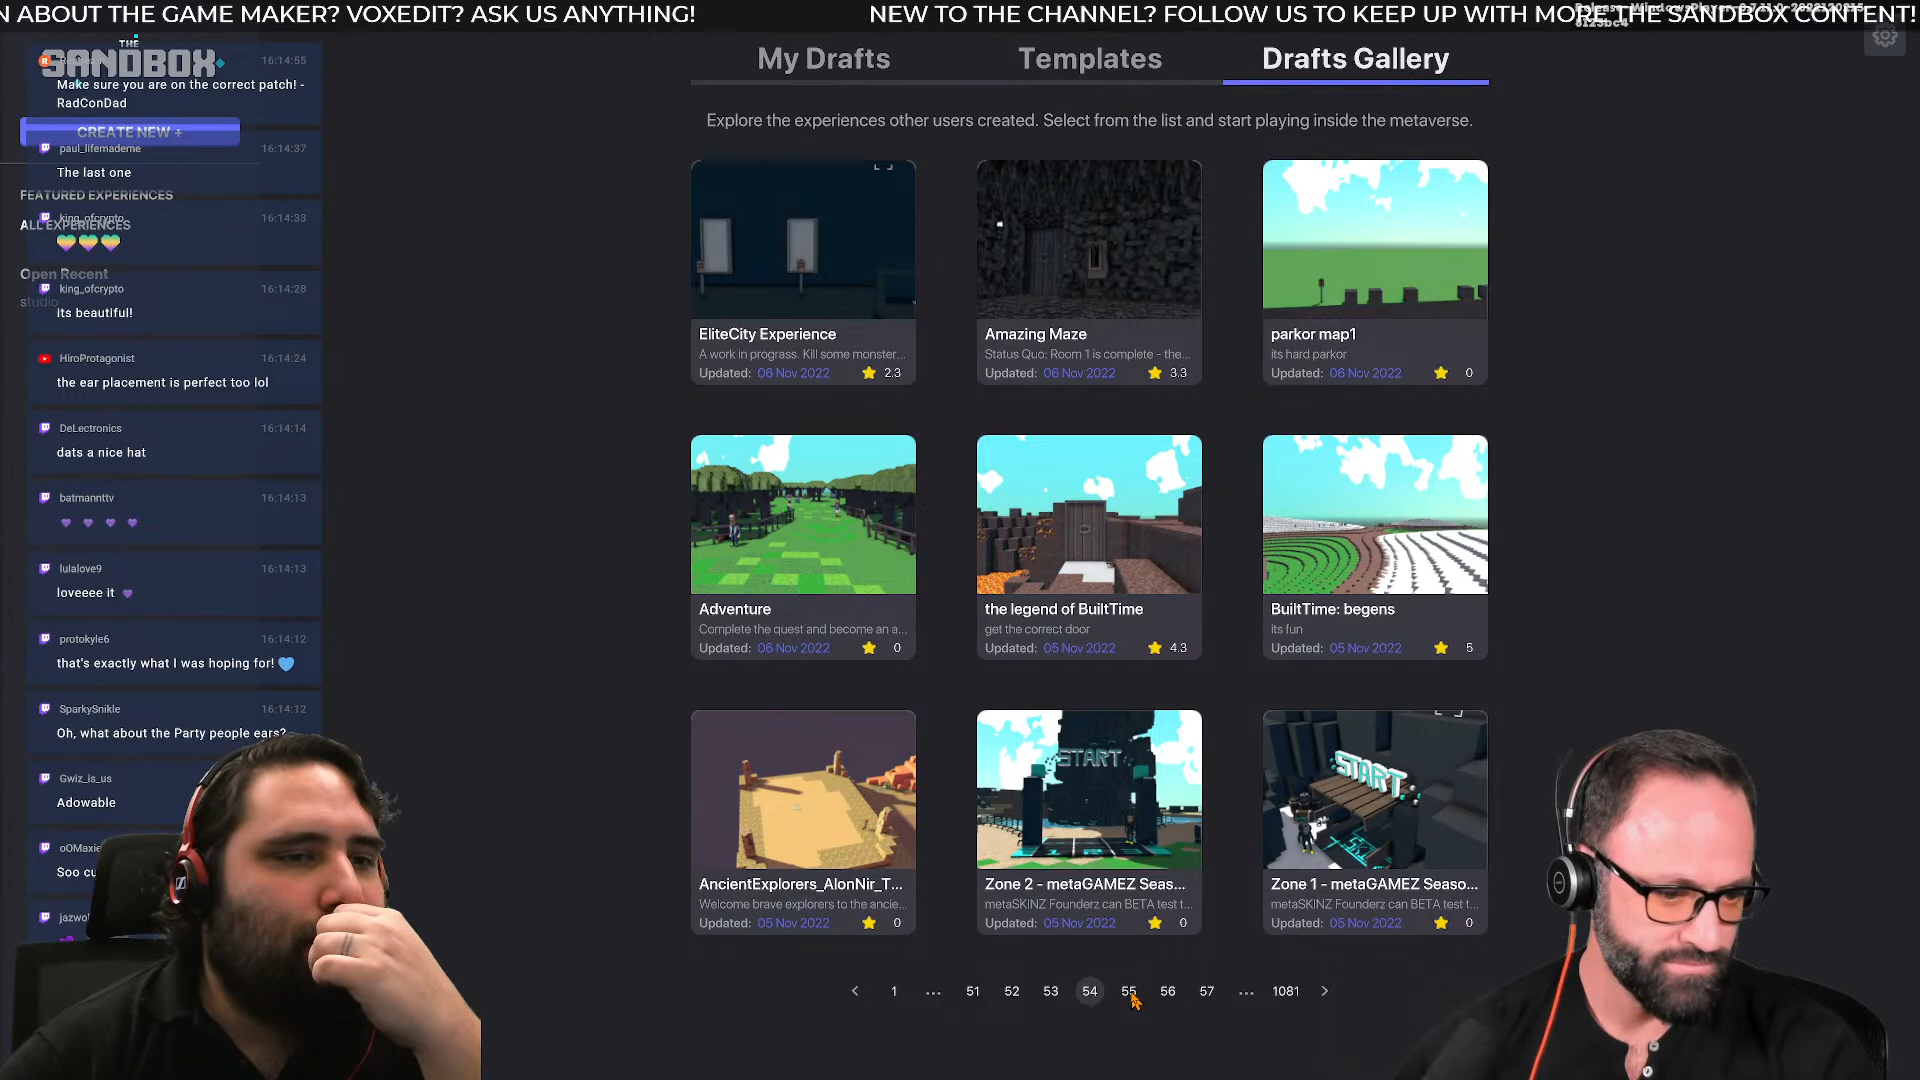 N ABOUT THE GAME MAKER? VOXEDIT? ASK US ANYTHING!
NEW TO THE CHANNEL? FOLLOW US TO KEEP UP WITH MORE THE SANDBOX CONTENT!
THE
SANDBOX
16:14:55
Make sure you are on the correct patch! -
RadConDad
CREATE NEW +
paul_lifemademe 16:14:37
The last one
FEATURED EXPERIENCES
king_ofcrypto 16:14:33
ALL EXPERIENCES
Open Recent
king_ofcrypto 16:14:28
studio
its beautiful!
HiroProtagonist 16:14:24
the ear placement is perfect too lol
DeLectronics 16:14:14
dats a nice hat
batmannttv 16:14:13
lulalove9 16:14:13
loveeee it
protokyle6 16:14:12
that's exactly what I was hoping for!
SparkySnikle 16:14:12
Oh, what about the Party people ears?
Gwiz_is_us
Adowable
oOMaxie
Soo cu
jazwo
My Drafts
Templates
Drafts Gallery
Explore the experiences other users created. Select from the list and start playing inside the metaverse.
EliteCity Experience
A work in prograss. Kill some monster...
Updated: 06 Nov 2022 2.3
Amazing Maze
Status Quo: Room 1 is complete - the...
Updated: 06 Nov 2022 3.3
parkor map1
its hard parkor
Updated: 06 Nov 2022 0
Adventure
Complete the quest and become an a...
Updated: 06 Nov 2022 0
the legend of BuiltTime
get the correct door
Updated: 05 Nov 2022 4.3
BuiltTime: begens
its fun
Updated: 05 Nov 2022 5
AncientExplorers_AlonNir_T...
Welcome brave explorers to the ancie...
Updated: 05 Nov 2022 0
START
Zone 2 - metaGAMEZ Seas...
metaSKINZ Founderz can BETA test t...
Updated: 05 Nov 2022 0
START
Zone 1 - metaGAMEZ Seaso...
metaSKINZ Founderz can BETA test t...
Updated: 05 Nov 2022 0
< 1 ... 51 52 53 54 55 56 57 ... 1081 >